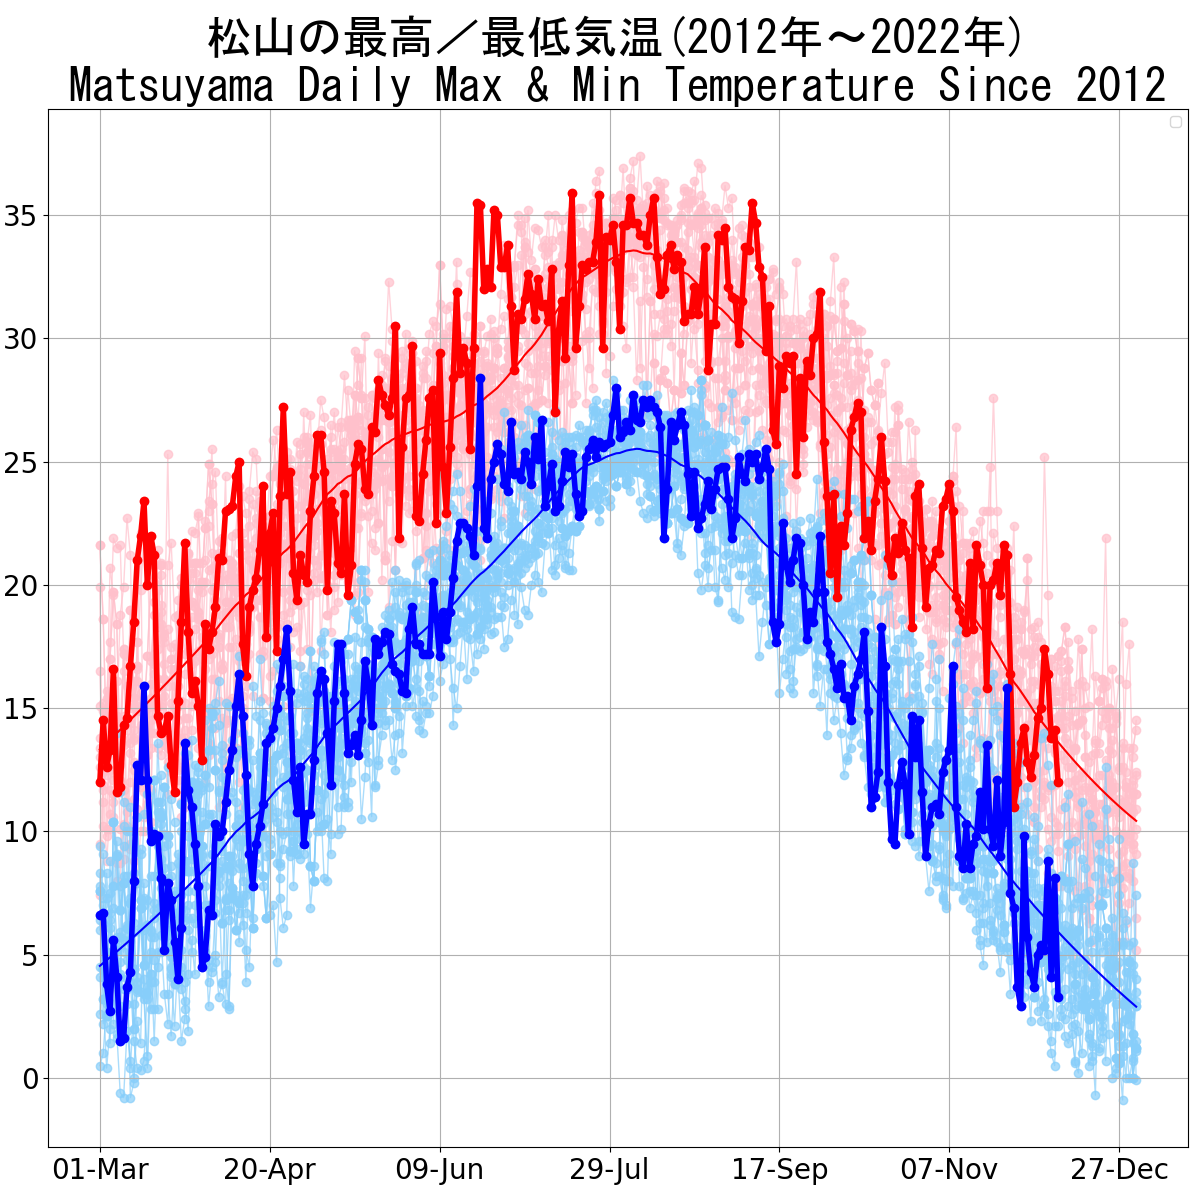 松山の最高／最低気温(2012年～2022年)
Matsuyama Daily Max & Min Temperature Since 2012
35
30
25
20
15
10
5
0
01-Mar 20-Apr 09-Jun 29-Jul 17-Sep 07-Nov 27-Dec